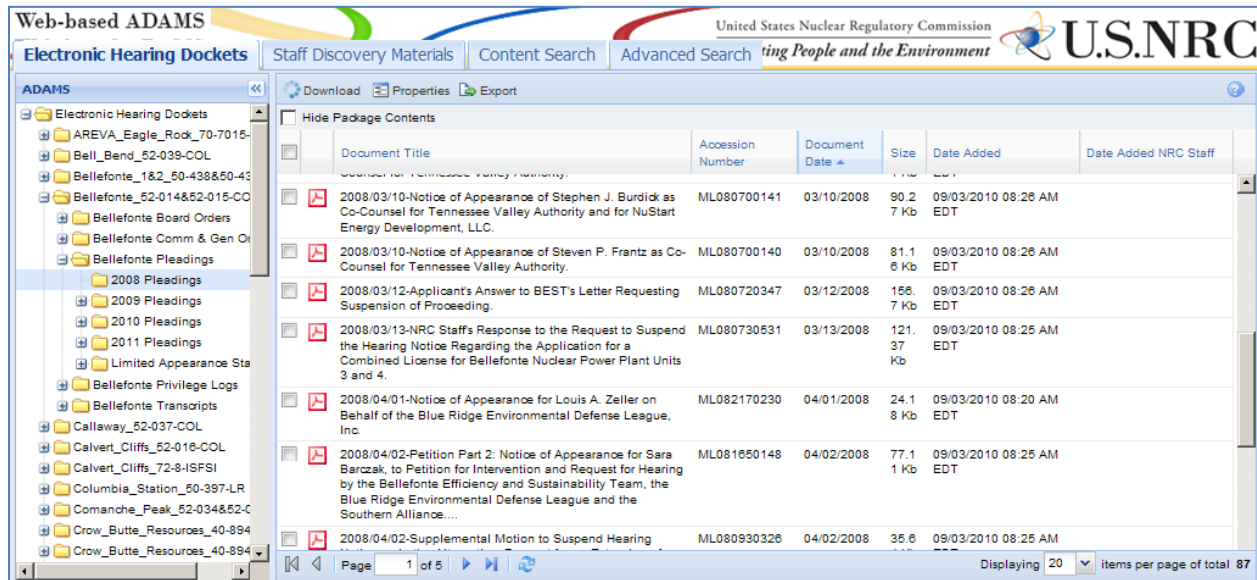 Web-based ADAMS
United States Nuclear Regulatory Commission
ting People and the Environment
U.S.NRC
Electronic Hearing Dockets
Staff Discovery Materials
Content Search
Advanced Search
ADAMS
Download Properties Export
Electronic Hearing Dockets
AREVA_Eagle_Rock_70-7015-
Bell_Bend_52-039-COL
Bellefonte_1&2_50-438&50-43
Bellefonte_52-014&52-015-CO
Bellefonte Board Orders
Bellefonte Comm & Gen Or
Bellefonte Pleadings
2008 Pleadings
2009 Pleadings
2010 Pleadings
2011 Pleadings
Limited Appearance Sta
Bellefonte Privilege Logs
Bellefonte Transcripts
Callaway_52-037-COL
Calvert_Cliffs_52-016-COL
Calvert_Cliffs_72-8-ISFSI
Columbia_Station_50-397-LR
Comanche_Peak_52-034&52-0
Crow_Butte_Resources_40-894
Crow_Butte_Resources_40-894
Hide Package Contents
Document Title
Accession
Number
Document
Date
Size
Date Added
Date Added NRC Staff
Counsel for Tennessee Valley Authority.
2008/03/10-Notice of Appearance of Stephen J. Burdick as ML080700141 03/10/2008 90.2 09/03/2010 08:26 AM
Co-Counsel for Tennessee Valley Authority and for NuStart 7 Kb EDT
Energy Development, LLC.
2008/03/10-Notice of Appearance of Steven P. Frantz as Co- ML080700140 03/10/2008 81.1 09/03/2010 08:26 AM
Counsel for Tennessee Valley Authority. 6 Kb EDT
2008/03/12-Applicant's Answer to BEST's Letter Requesting ML080720347 03/12/2008 156. 09/03/2010 08:26 AM
Suspension of Proceeding. 7 Kb EDT
2008/03/13-NRC Staff's Response to the Request to Suspend ML080730531 03/13/2008 121. 09/03/2010 08:25 AM
the Hearing Notice Regarding the Application for a 37 EDT
Combined License for Bellefonte Nuclear Power Plant Units Kb
3 and 4.
2008/04/01-Notice of Appearance for Louis A. Zeller on ML082170230 04/01/2008 24.1 09/03/2010 08:20 AM
Behalf of the Blue Ridge Environmental Defense League, 8 Kb EDT
Inc.
2008/04/02-Petition Part 2: Notice of Appearance for Sara ML081650148 04/02/2008 77.1 09/03/2010 08:25 AM
Barczak, to Petition for Intervention and Request for Hearing 1 Kb EDT
by the Bellefonte Efficiency and Sustainability Team, the
Blue Ridge Environmental Defense League and the
Southern Alliance....
2008/04/02-Supplemental Motion to Suspend Hearing ML080930326 04/02/2008 35.6 09/03/2010 08:25 AM
Page 1 of 5
Displaying 20 items per page of total 87